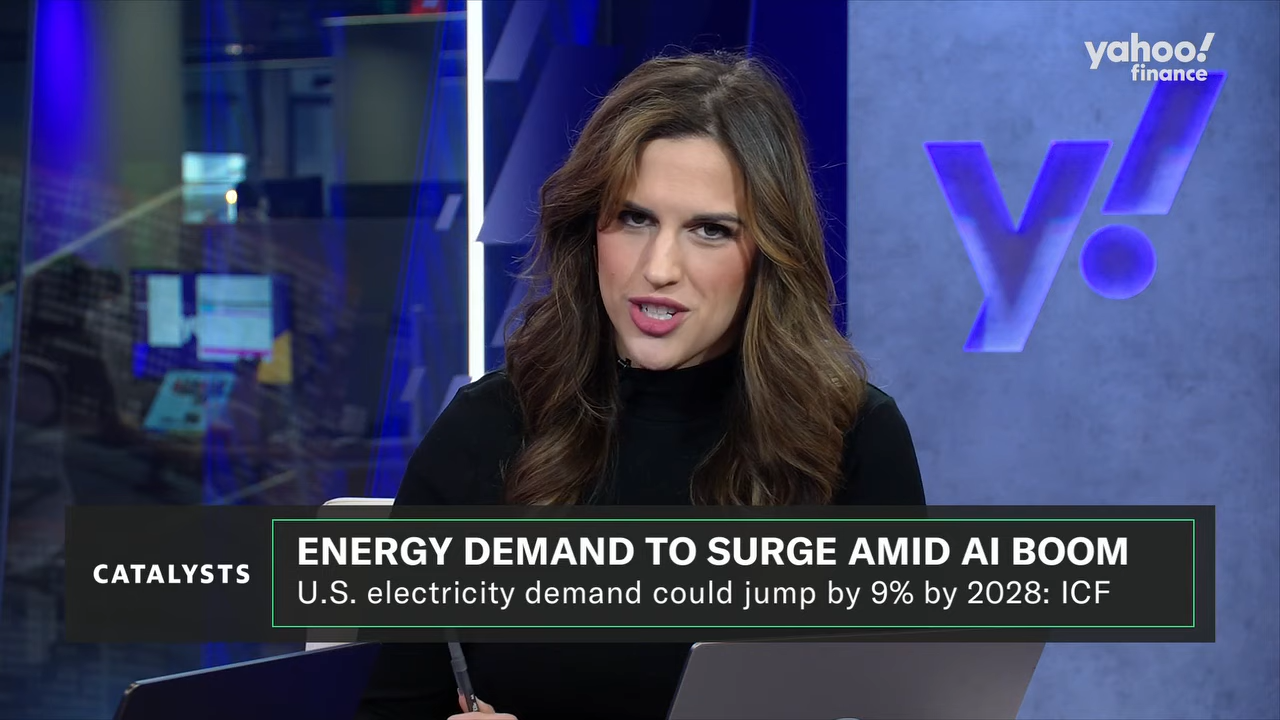 yahoo!
finance
y!
CATALYSTS
ENERGY DEMAND TO SURGE AMID AI BOOM
U.S. electricity demand could jump by 9% by 2028: ICF